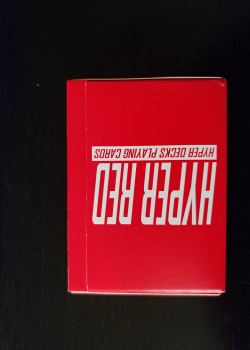 HYPER RED
HYPER DECKS PLAYING CARDS